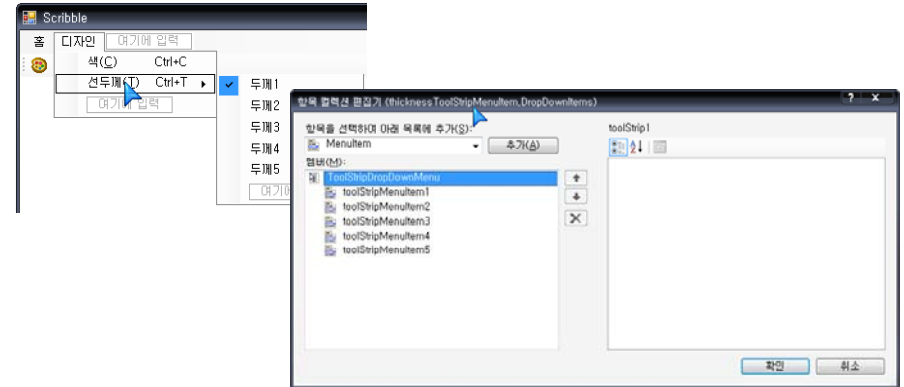 Scribble
홈 디자인 여기에 입력
색(C) Ctrl+C
선두께(T) Ctrl+T
여기에 입력
두께1
두께2
두께3
두께4
두께5
여기에
항목 컬렉션 편집기 (thicknessToolStripMenuItem,DropDownItems)
항목을 선택하여 아래 목록에 추가(S):
MenuItem 추가(A)
멤버(M):
ToolStripDropDownMenu
toolStripMenuItem1
toolStripMenuItem2
toolStripMenuItem3
toolStripMenuItem4
toolStripMenuItem5
toolStrip1
확인 취소